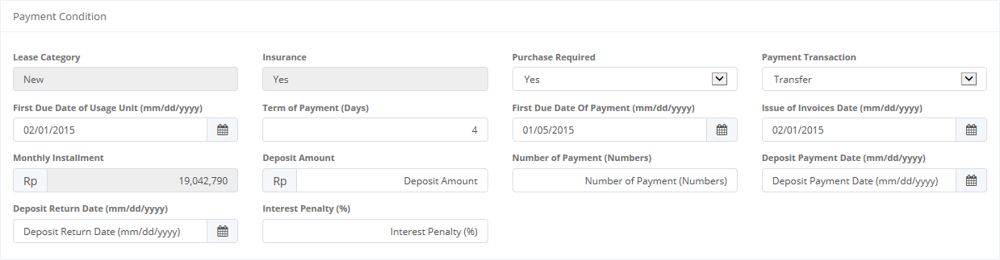 Payment Condition
Lease Category Insurance Purchase Required Payment Transaction
New Yes Yes Transfer
First Due Date of Usage Unit (mm/dd/yyyy) Term of Payment (Days) First Due Date Of Payment (mm/dd/yyyy) Issue of Invoices Date (mm/dd/yyyy)
02/01/2015 4 01/05/2015 02/01/2015
Monthly Installment Deposit Amount Number of Payment (Numbers) Deposit Payment Date (mm/dd/yyyy)
Rp 19,042,790 Rp Deposit Amount Number of Payment (Numbers) Deposit Payment Date (mm/dd/yyyy)
Deposit Return Date (mm/dd/yyyy) Interest Penalty (%)
Deposit Return Date (mm/dd/yyyy) Interest Penalty (%)